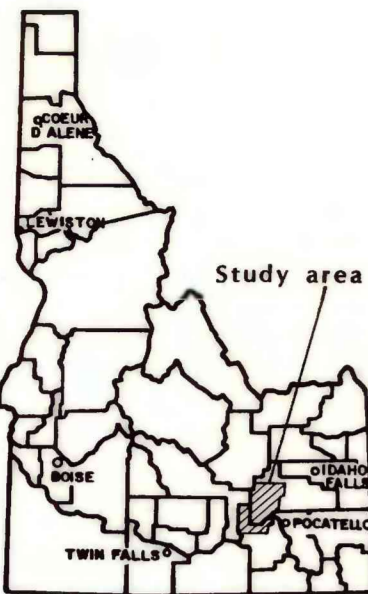 COEUR
D'ALENE
LEWISTON
Study area
BOISE
IDAHO
FALLS
POCATELLO
TWIN FALLS